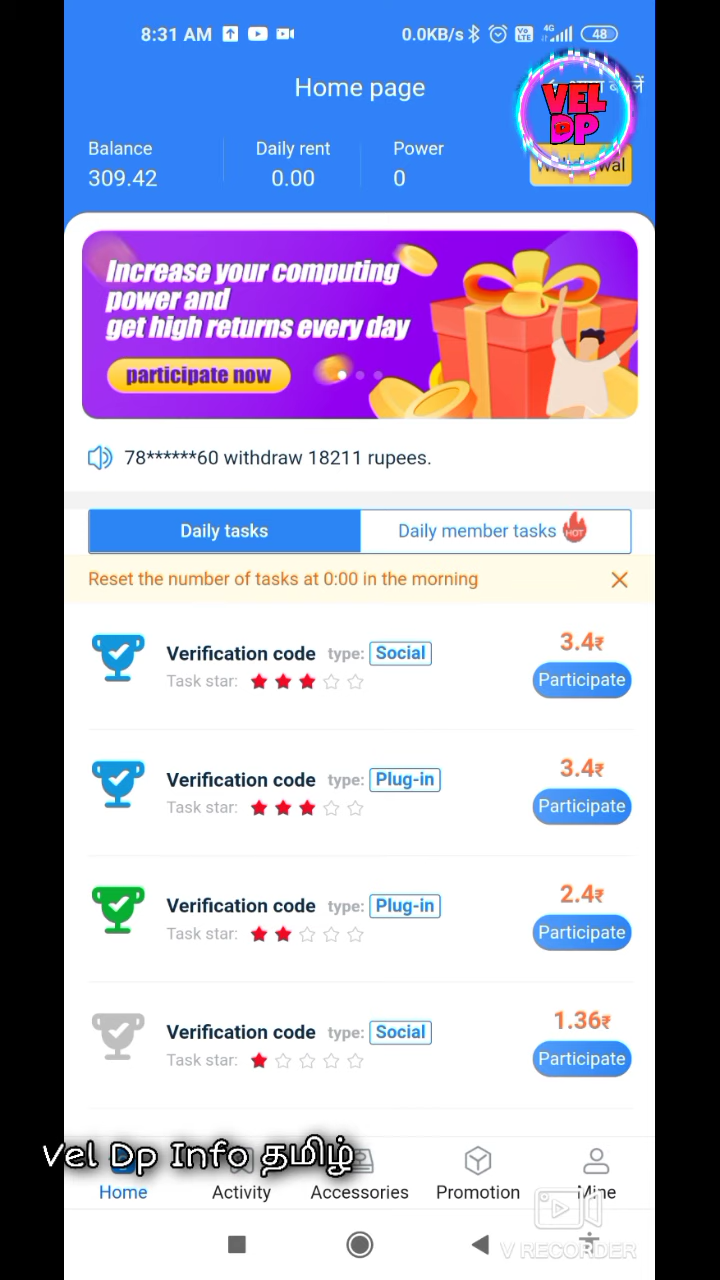 8:31 AM
0.0KB/s
Vo
LTE
4G
48
Home page
VEL
DP
Balance
Daily rent
Power
309.42
0.00
0
Increase your computing
power and
get high returns every day
participate now
78******60 withdraw 18211 rupees.
Daily tasks
Daily member tasks
HOT
Reset the number of tasks at 0:00 in the morning
Verification code type: Social
3.4₹
Task star:
Participate
Verification code type: Plug-in
3.4₹
Task star:
Participate
Verification code type: Plug-in
2.4₹
Task star:
Participate
Verification code type: Social
1.36₹
Task star:
Participate
Vel Dp Info தமிழ்
Home
Activity
Accessories
Promotion
Mine
V RECORDER